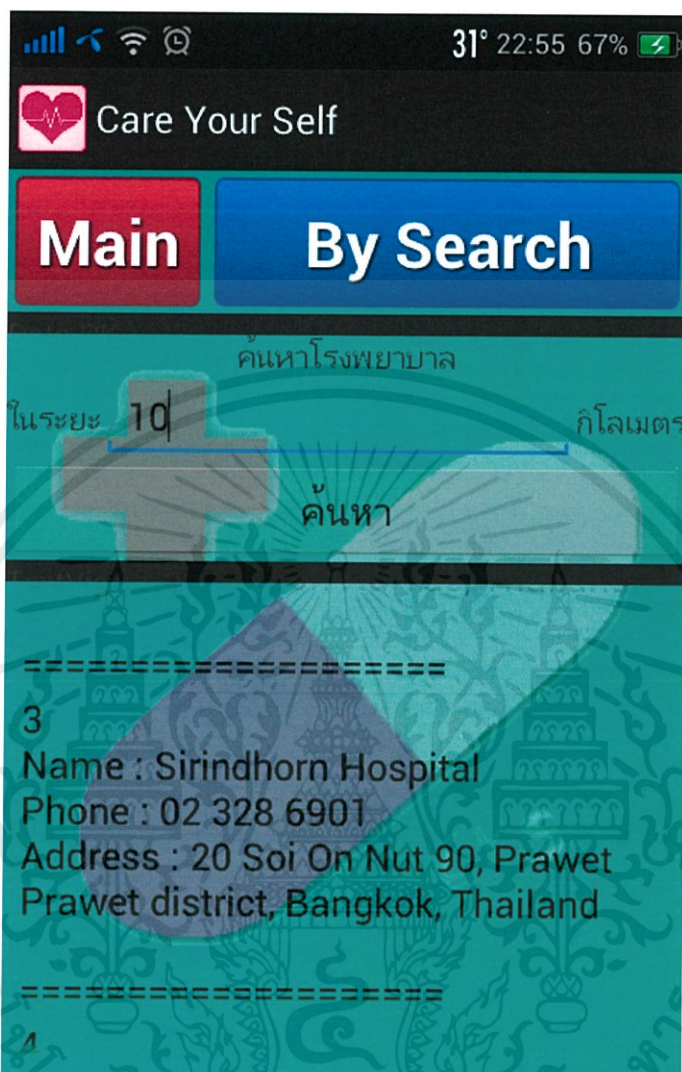 31° 22:55 67%
Care Your Self
Main By Search
ค้นหาโรงพยาบาล
ในระยะ 10 กิโลเมตร
ค้นหา
=====================
3
Name : Sirindhorn Hospital
Phone : 02 328 6901
Address : 20 Soi On Nut 90, Prawet
Prawet district, Bangkok, Thailand
=====================
4